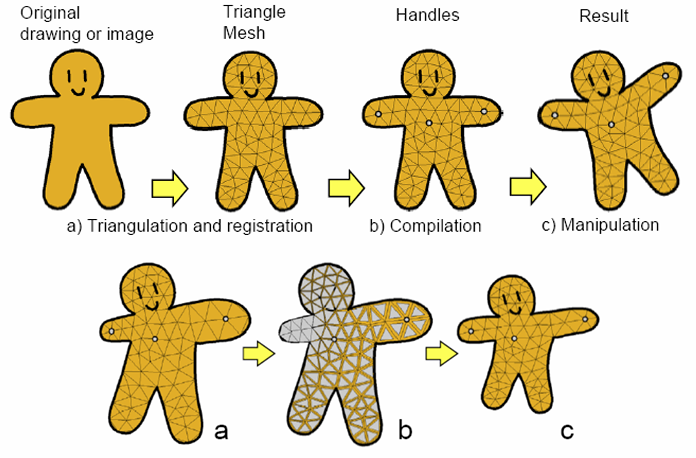 Original
drawing or image
Triangle
Mesh
Handles
Result
a) Triangulation and registration
b) Compilation
c) Manipulation
a
b
c